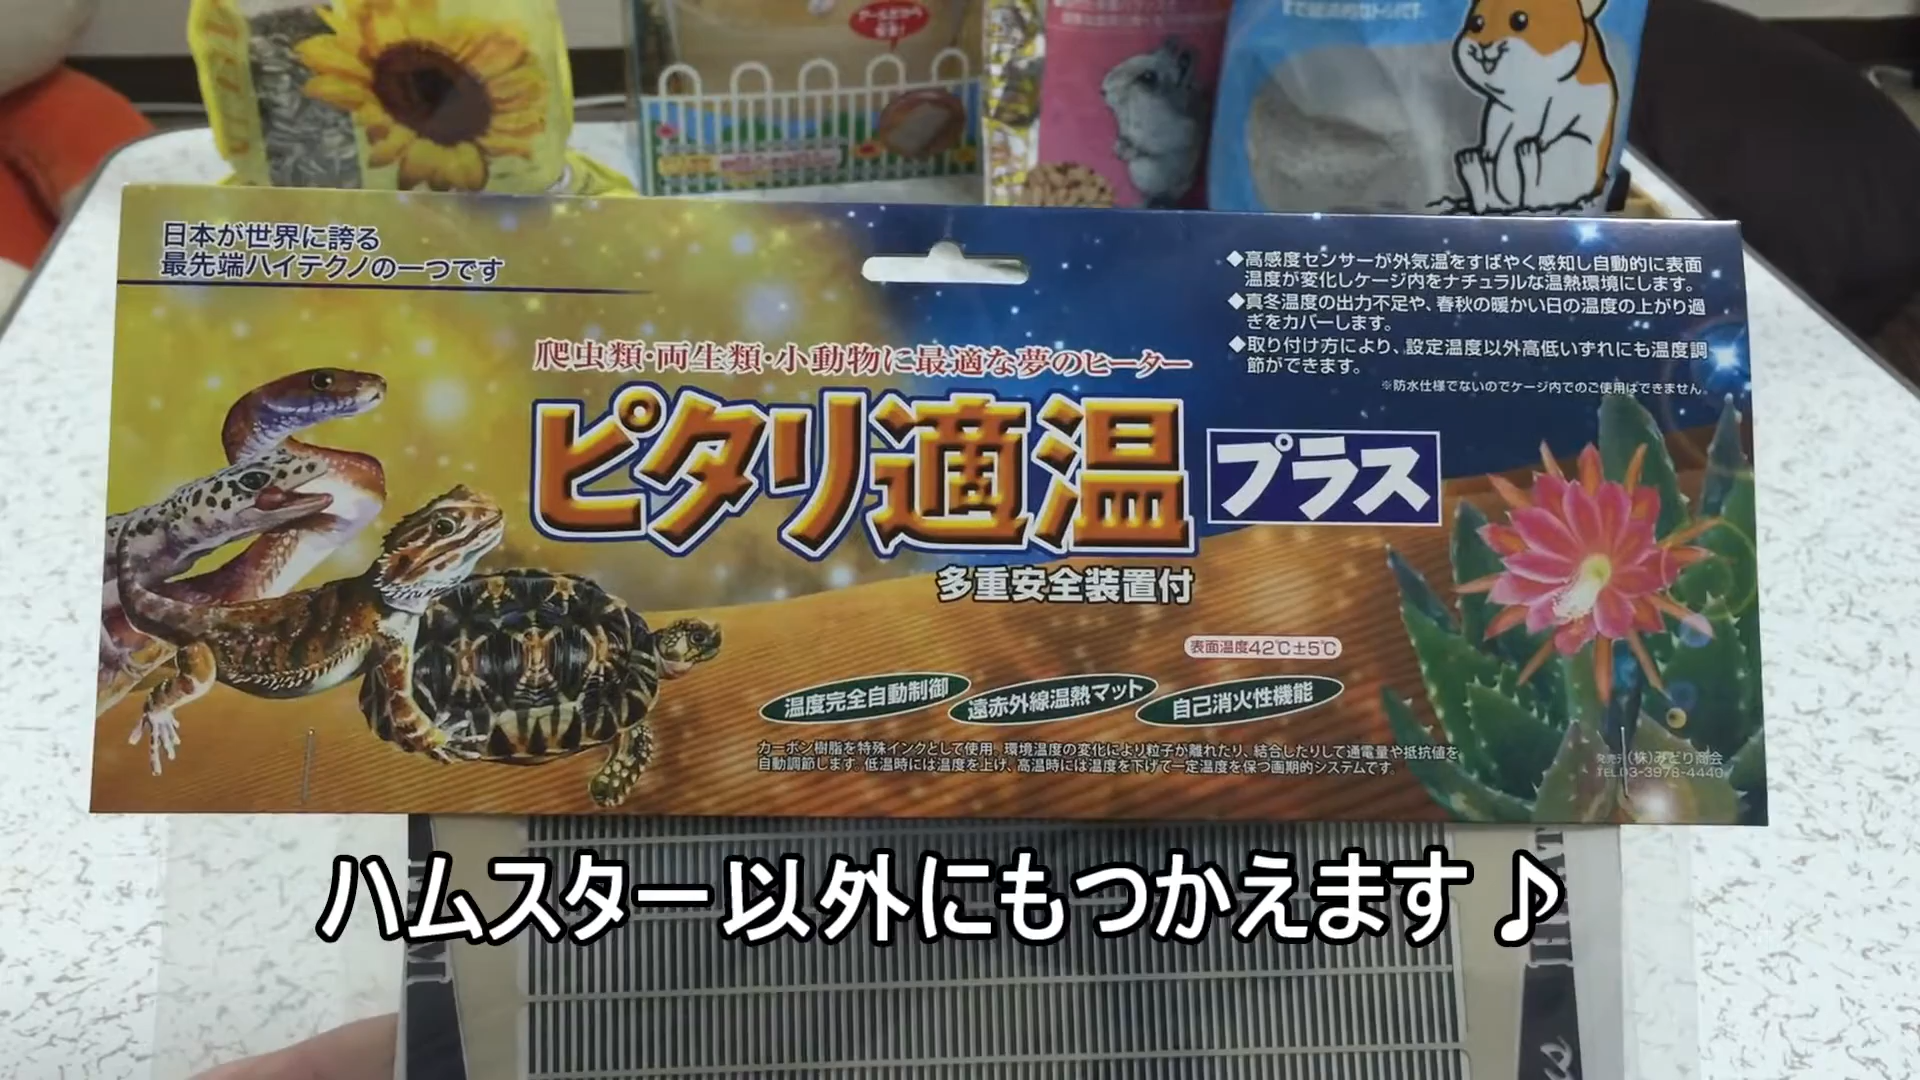 日本が世界に誇る
最先端ハイテクノの一つです
◆高感度センサーが外気温をすばやく感知し自動的に表面
温度が変化しケージ内をナチュラルな温熱環境にします。
◆真冬温度の出力不足や、春秋の暖かい日の温度の上がり過
ぎをカバーします。
◆取り付け方により、設定温度以外高低いずれにも温度調
節ができます。
※防水仕様でないのでケージ内でのご使用はできません。
爬虫類・両生類・小動物に最適な夢のヒーター
ピタリ適温
プラス
多重安全装置付
表面温度42℃±5℃
温度完全自動制御
遠赤外線温熱マット
自己消火性機能
カーボン樹脂を特殊インクとして使用。環境温度の変化により粒子が離れたり、結合したりして通電量や抵抗値を
自動調節します。低温時には温度を上げ、高温時には温度を下げて一定温度を保つ画期的システムです。
発売元 (株)みどり商会
TEL03-3978-4440
ハムスター以外にもつかえます♪